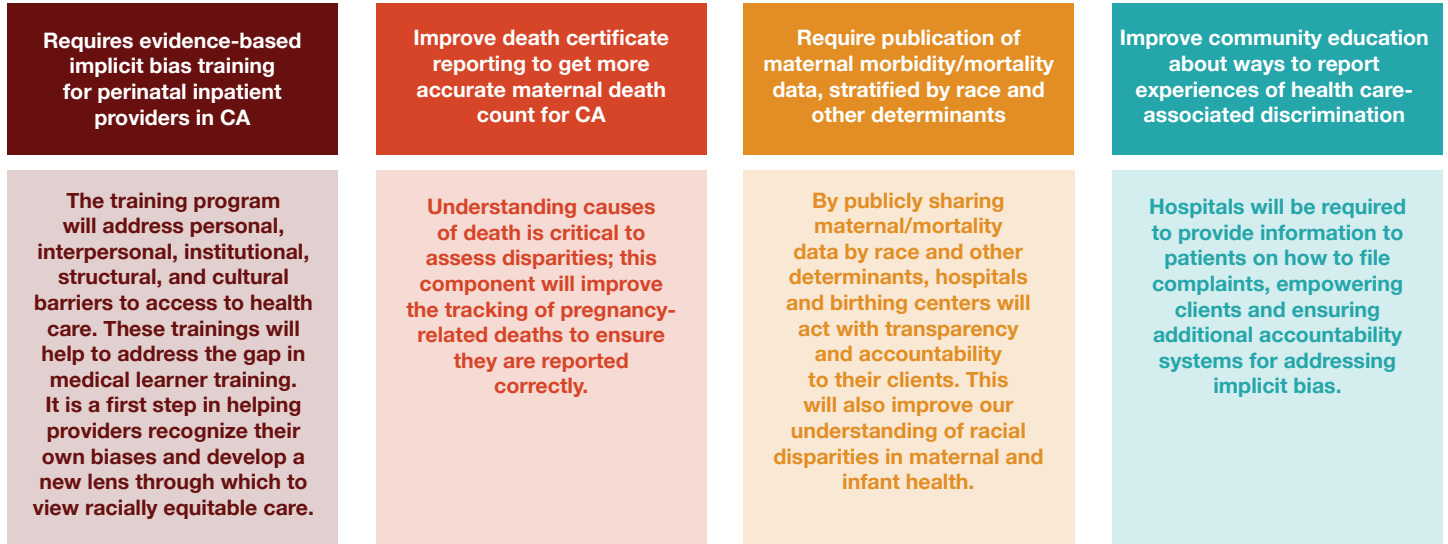 Requires evidence-based
implicit bias training
for perinatal inpatient
providers in CA
The training program
will address personal,
interpersonal, institutional,
structural, and cultural
barriers to access to health
care. These trainings will
help to address the gap in
medical learner training.
It is a first step in helping
providers recognize their
own biases and develop a
new lens through which to
view racially equitable care.
Improve death certificate
reporting to get more
accurate maternal death
count for CA
Understanding causes
of death is critical to
assess disparities; this
component will improve
the tracking of pregnancy-
related deaths to ensure
they are reported
correctly.
Require publication of
maternal morbidity/mortality
data, stratified by race and
other determinants
By publicly sharing
maternal/mortality
data by race and other
determinants, hospitals
and birthing centers will
act with transparency
and accountability
to their clients. This
will also improve our
understanding of racial
disparities in maternal and
infant health.
Improve community education
about ways to report
experiences of health care-
associated discrimination
Hospitals will be required
to provide information to
patients on how to file
complaints, empowering
clients and ensuring
additional accountability
systems for addressing
implicit bias.